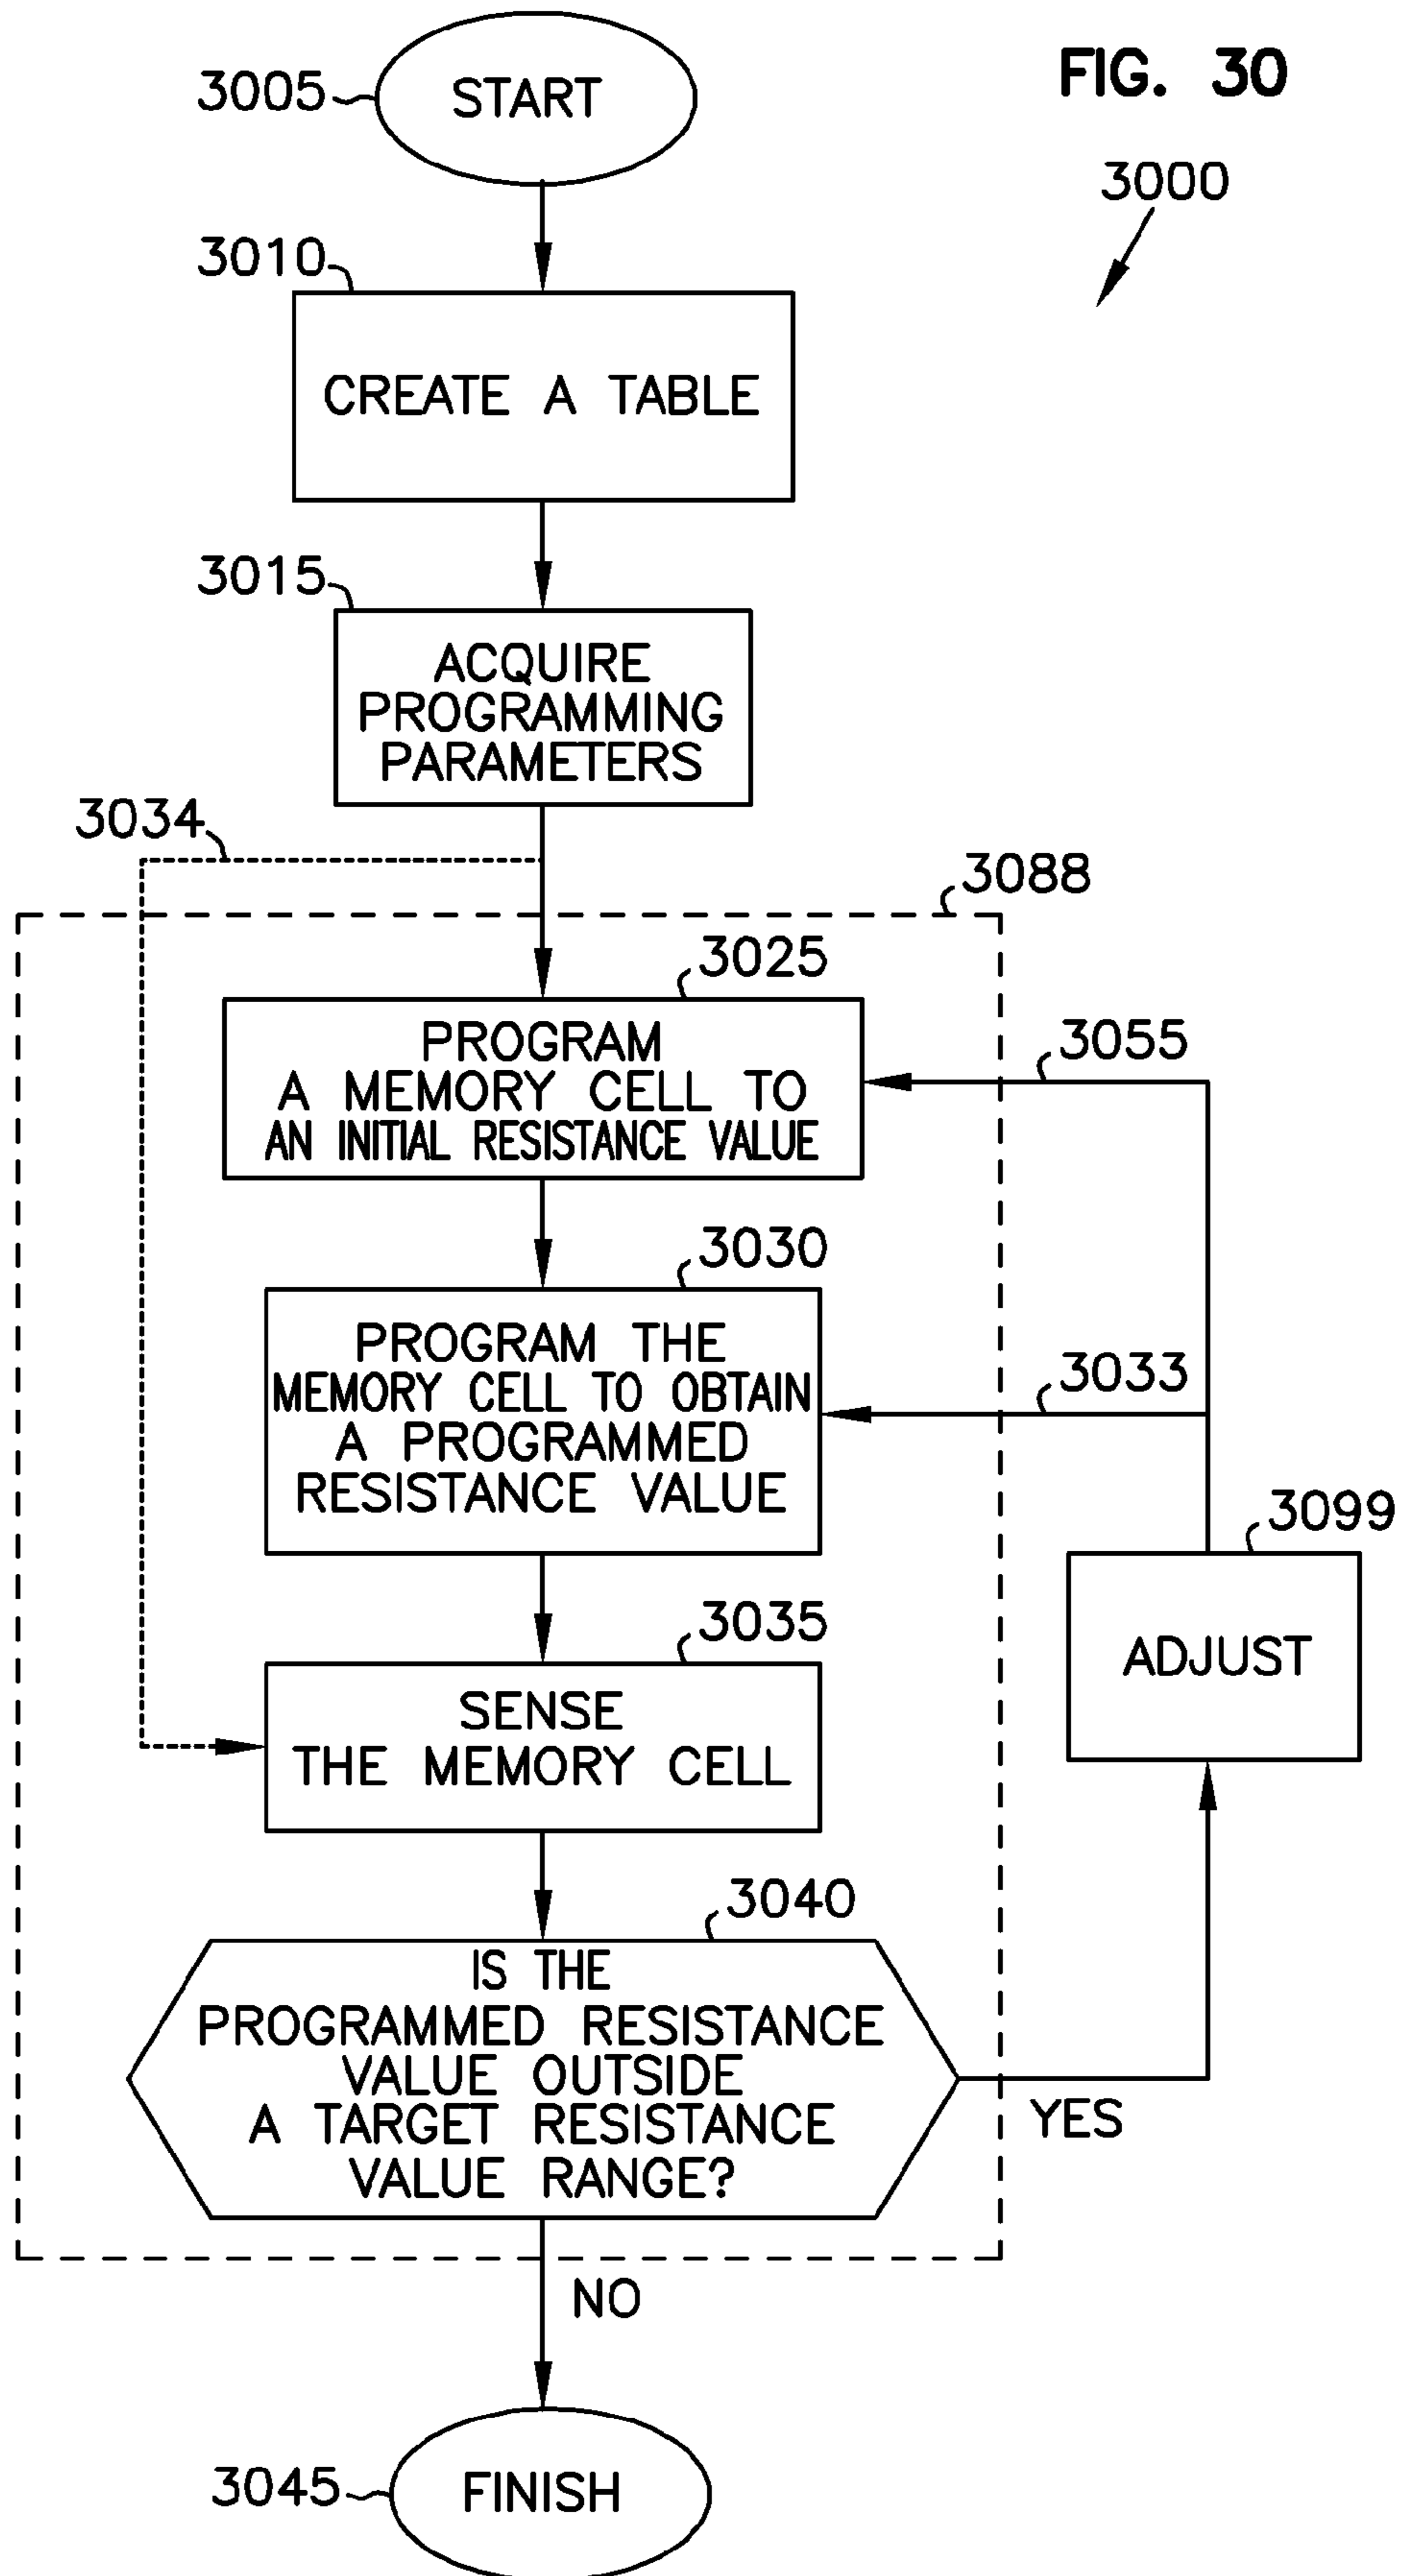 FIG. 30
3000
3005
START
3010
CREATE A TABLE
3015
ACQUIRE
PROGRAMMING
PARAMETERS
3034
3088
3025
PROGRAM
A MEMORY CELL TO
AN INITIAL RESISTANCE VALUE
3055
3030
PROGRAM THE
MEMORY CELL TO OBTAIN
A PROGRAMMED
RESISTANCE VALUE
3033
3099
ADJUST
3035
SENSE
THE MEMORY CELL
3040
IS THE
PROGRAMMED RESISTANCE
VALUE OUTSIDE
A TARGET RESISTANCE
VALUE RANGE?
YES
NO
3045
FINISH